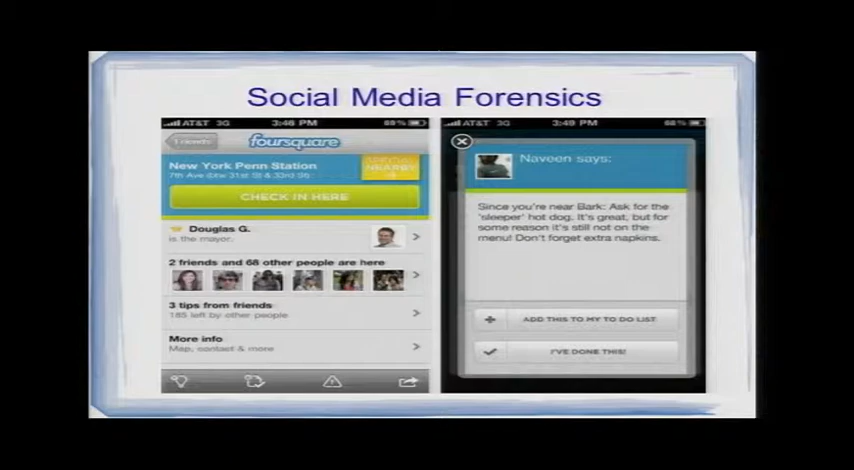 Social Media Forensics
AT&T 3G 3:46 PM 69%
Friends
foursquare
New York Penn Station
7th Ave (btw 31st St & 33rd St)
SPECIAL
NEARBY
CHECK IN HERE
Douglas G.
is the mayor.
2 friends and 68 other people are here
3 tips from friends
185 left by other people
More info
Map, contact & more
AT&T 3G 3:49 PM 68%
Naveen says:
Since you're near Bark: Ask for the
'sleeper' hot dog. It's great, but for
some reason it's still not on the
menu! Don't forget extra napkins.
ADD THIS TO MY TO DO LIST
I'VE DONE THIS!